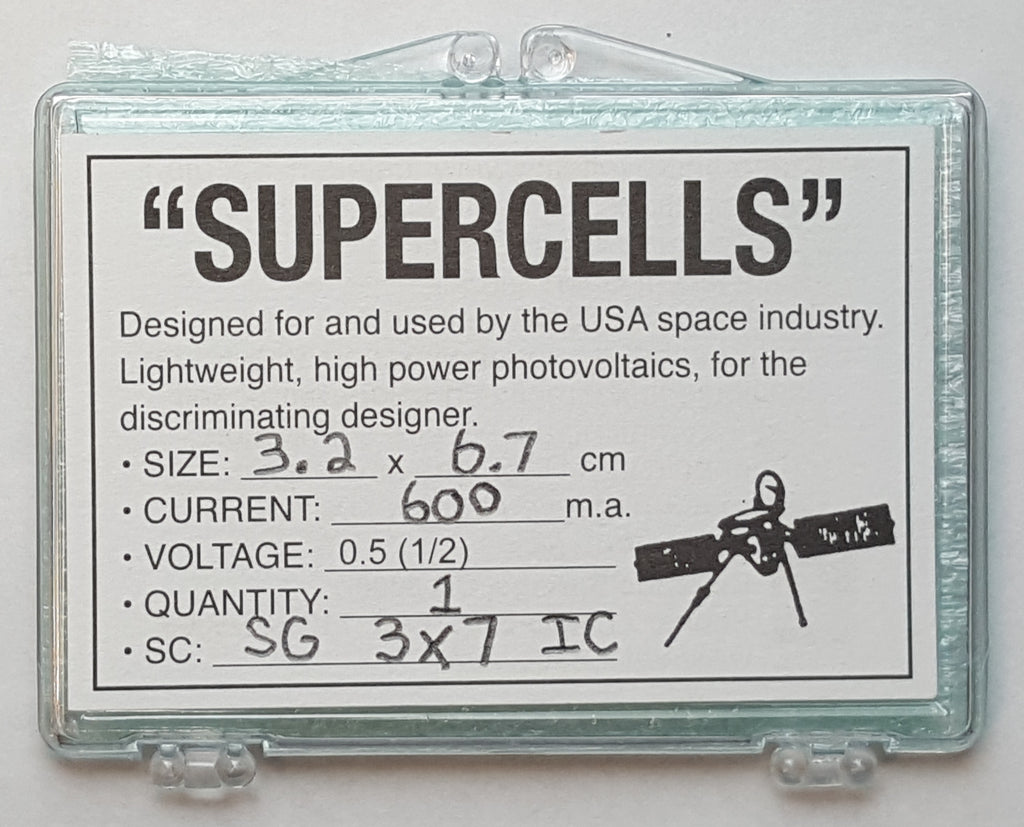 “SUPERCELLS”
Designed for and used by the USA space industry.
Lightweight, high power photovoltaics, for the
discriminating designer.
• SIZE: 3.2 x 6.7 cm
• CURRENT: 600 m.a.
• VOLTAGE: 0.5 (1/2)
• QUANTITY: 1
• SC: SG 3x7 IC